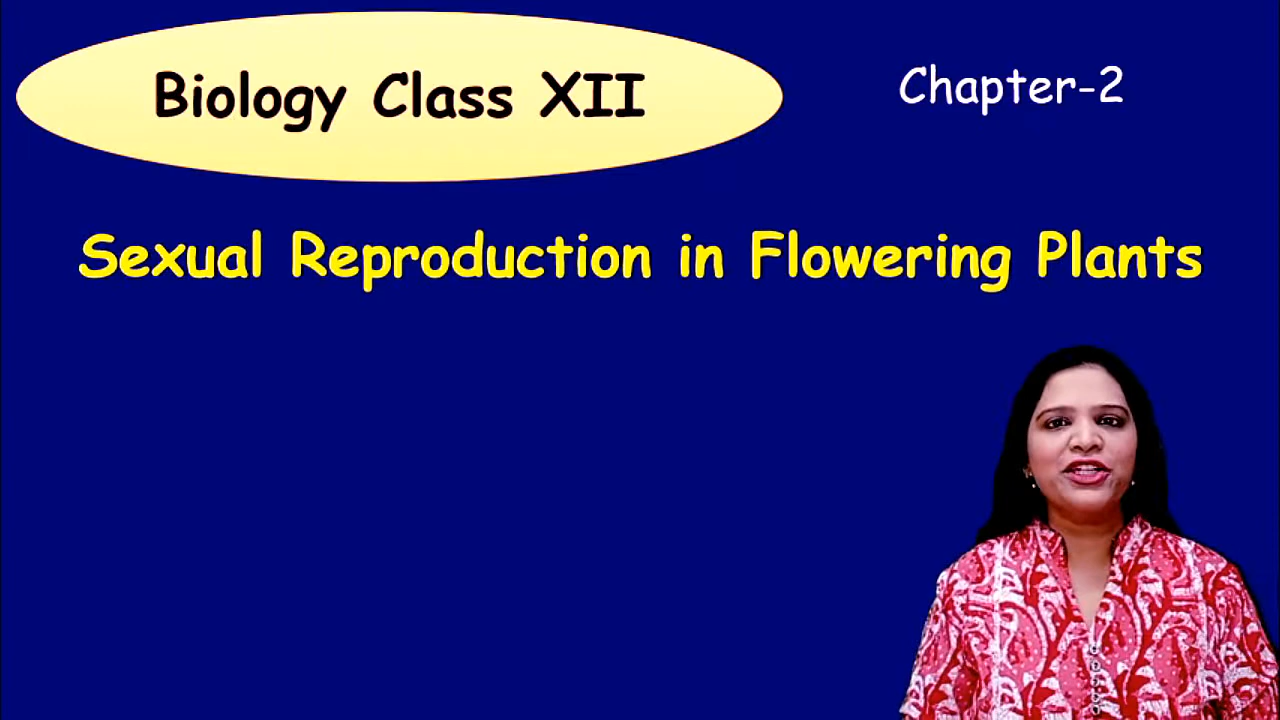 Biology Class XII
Chapter-2
Sexual Reproduction in Flowering Plants